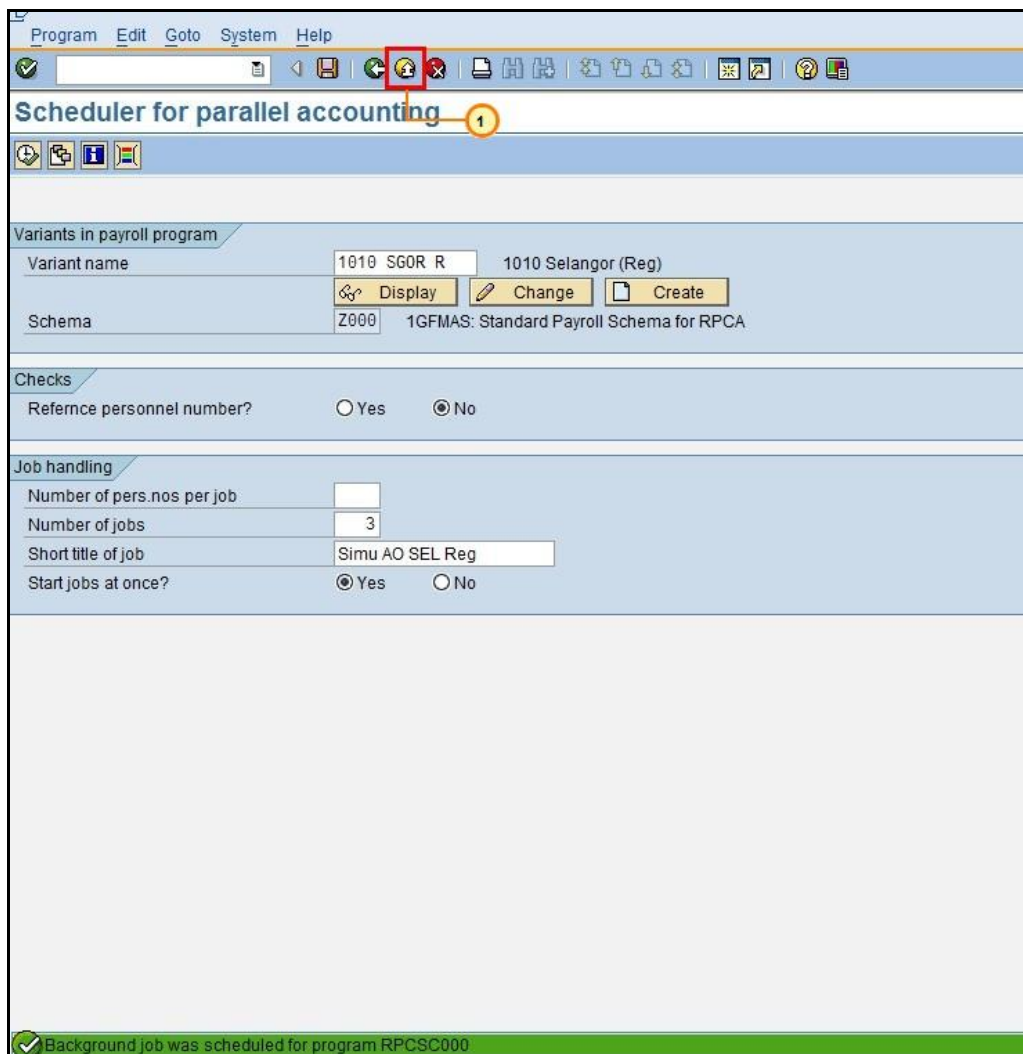 Program Edit Goto System Help
Scheduler for parallel accounting
1
Variants in payroll program
Variant name 1010 SGOR R 1010 Selangor (Reg)
Display Change Create
Schema Z000 1GFMAS: Standard Payroll Schema for RPCA
Checks
Refernce personnel number? Yes No
Job handling
Number of pers.nos per job
Number of jobs 3
Short title of job Simu AO SEL Reg
Start jobs at once? Yes No
Background job was scheduled for program RPCSC000